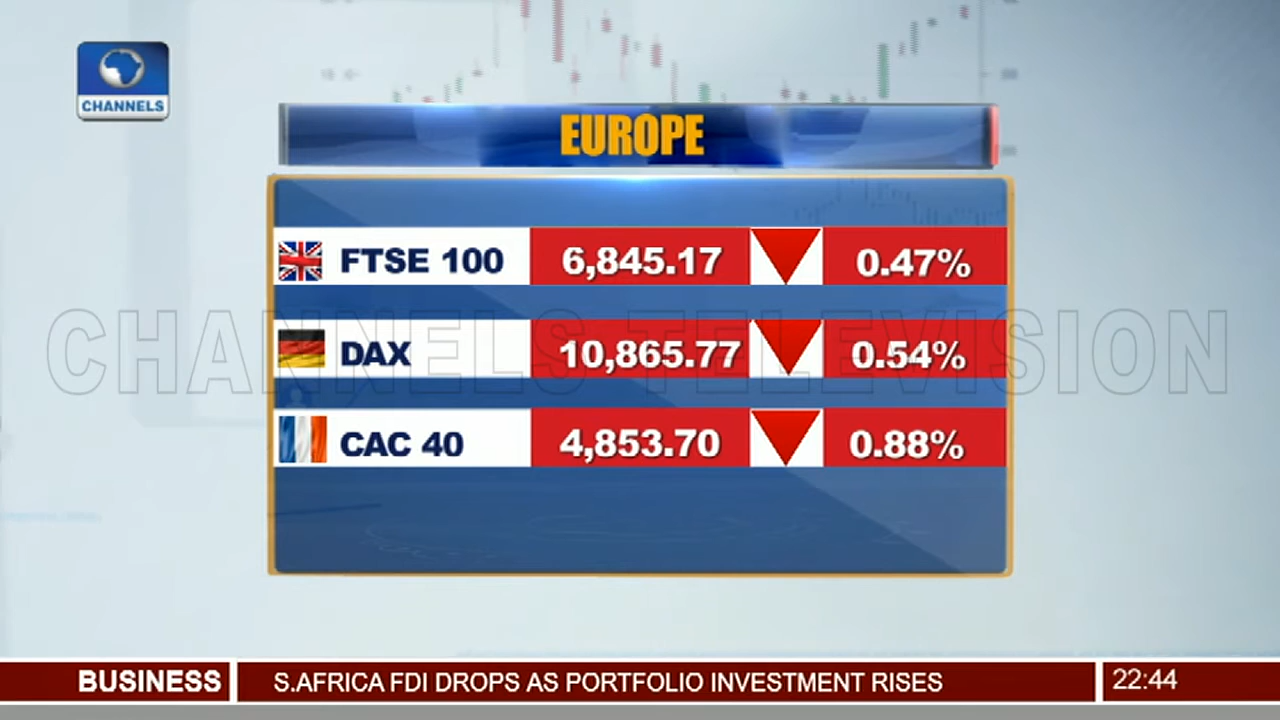 CHANNELS
EUROPE
FTSE 100 6,845.17 0.47%
CHANNELS TELEVISION
DAX 10,865.77 0.54%
CAC 40 4,853.70 0.88%
BUSINESS S.AFRICA FDI DROPS AS PORTFOLIO INVESTMENT RISES 22:44